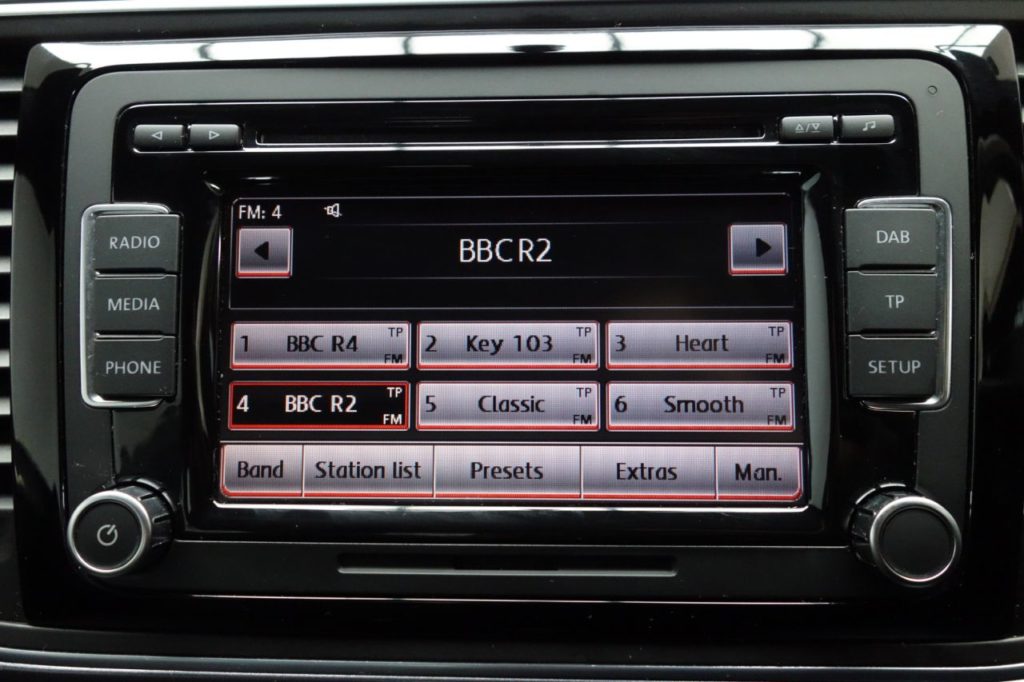 FM: 4
BBC R2
RADIO
MEDIA
PHONE
DAB
TP
SETUP
1 BBC R4 TP FM
2 Key 103 TP FM
3 Heart TP FM
4 BBC R2 TP FM
5 Classic TP FM
6 Smooth TP FM
Band Station list Presets Extras Man.